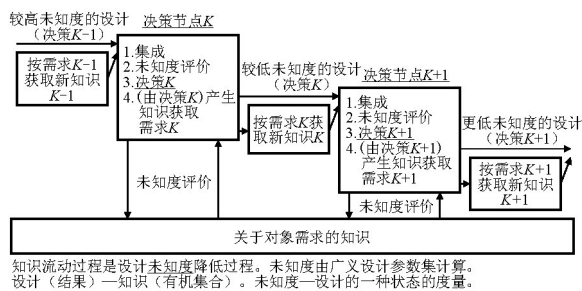 较高未知度的设计
（决策K−1）
按需求K−1
获取新知识
K−1
决策节点K
1.集成
2.未知度评价
3.决策K
4.(由决策K)产生
知识获取
需求K
较低未知度的设计
（决策K）
按需求K获
取新知识K
决策节点K+1
1.集成
2.未知度评价
3.决策K+1
4.(由决策K+1)
产生知识获取
需求K+1
更低未知度的设计
（决策K+1）
按需求K+1
获取新知识
K+1
未知度评价
未知度评价
关于对象需求的知识
知识流动过程是设计未知度降低过程。未知度由广义设计参数集计算。
设计（结果）—知识（有机集合）。未知度—设计的一种状态的度量。